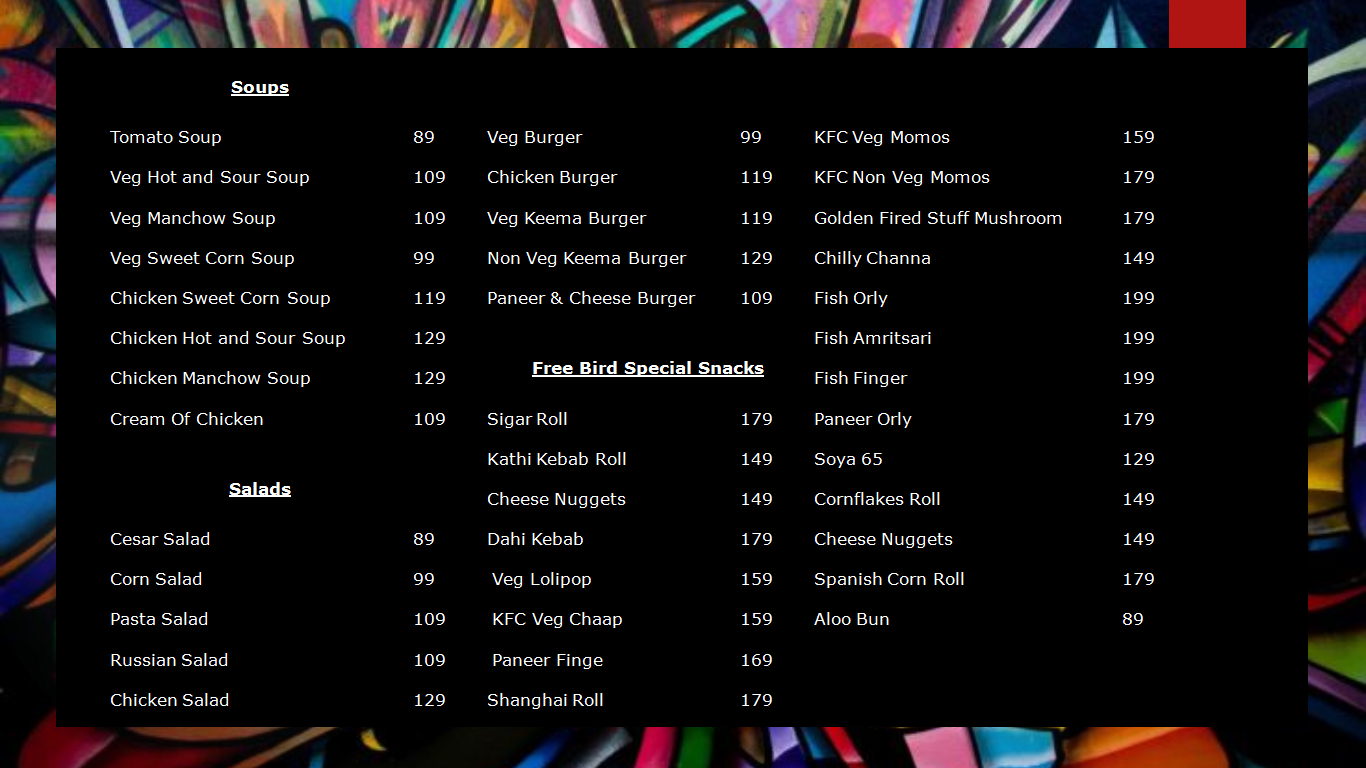 Soups
Tomato Soup 89
Veg Hot and Sour Soup 109
Veg Manchow Soup 109
Veg Sweet Corn Soup 99
Chicken Sweet Corn Soup 119
Chicken Hot and Sour Soup 129
Chicken Manchow Soup 129
Cream Of Chicken 109
Salads
Cesar Salad 89
Corn Salad 99
Pasta Salad 109
Russian Salad 109
Chicken Salad 129
Veg Burger 99
Chicken Burger 119
Veg Keema Burger 119
Non Veg Keema Burger 129
Paneer & Cheese Burger 109
Free Bird Special Snacks
Sigar Roll 179
Kathi Kebab Roll 149
Cheese Nuggets 149
Dahi Kebab 179
Veg Lolipop 159
KFC Veg Chaap 159
Paneer Finge 169
Shanghai Roll 179
KFC Veg Momos 159
KFC Non Veg Momos 179
Golden Fired Stuff Mushroom 179
Chilly Channa 149
Fish Orly 199
Fish Amritsari 199
Fish Finger 199
Paneer Orly 179
Soya 65 129
Cornflakes Roll 149
Cheese Nuggets 149
Spanish Corn Roll 179
Aloo Bun 89